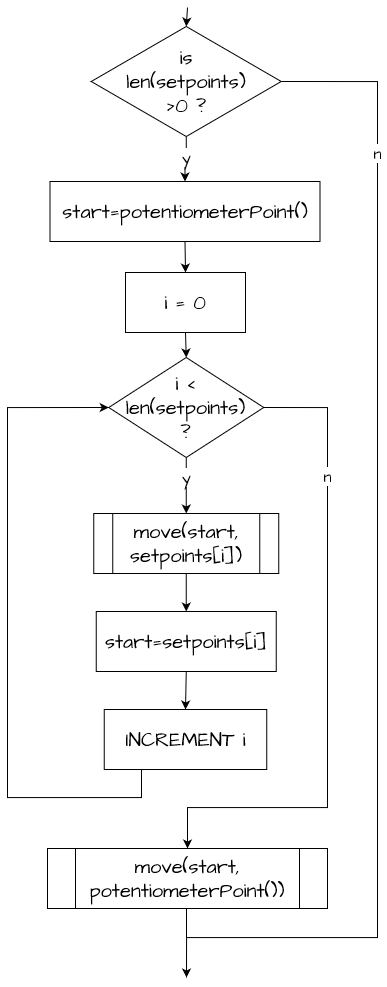 is
len(setpoints)
>0 ?
n
y
start=potentiometerPoint()
i = 0
i <
len(setpoints)
?
n
y
move(start,
setpoints[i])
start=setpoints[i]
INCREMENT i
move(start,
potentiometerPoint())